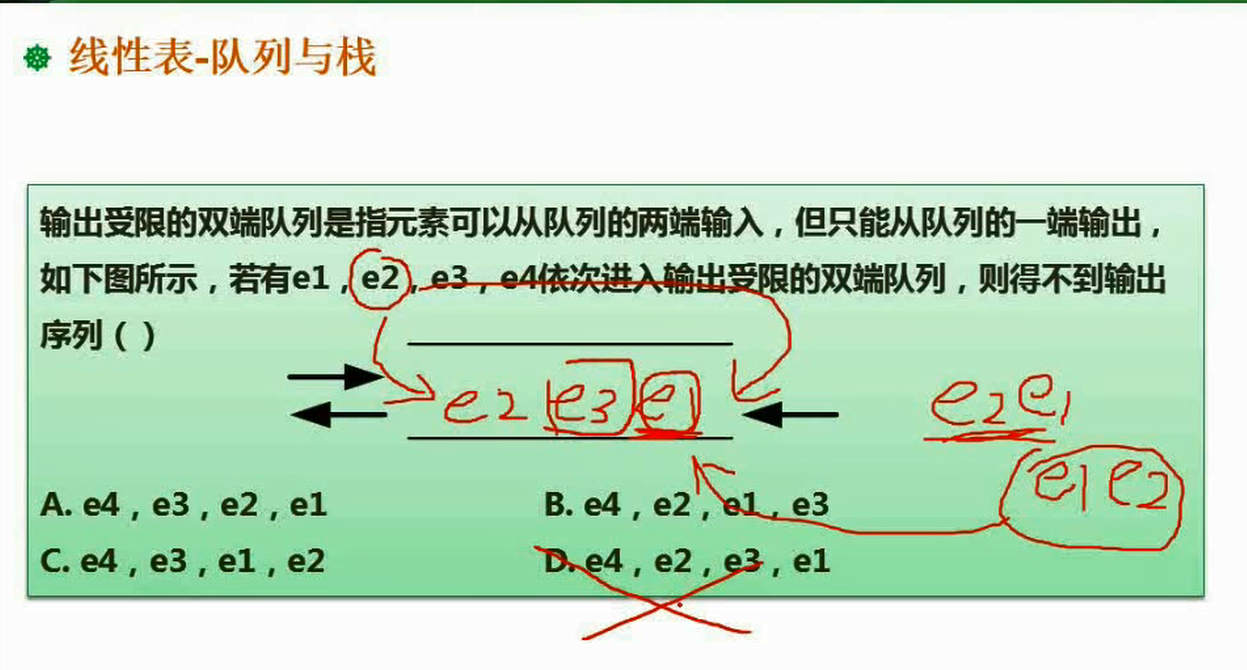 线性表-队列与栈
输出受限的双端队列是指元素可以从队列的两端输入，但只能从队列的一端输出，
如下图所示，若有e1，e2，e3，e4依次进入输出受限的双端队列，则得不到输出
序列（ ）
e2 e3 e1
e2 e1
e1 e2
A. e4，e3，e2，e1
B. e4，e2，e1，e3
C. e4，e3，e1，e2
D. e4，e2，e3，e1